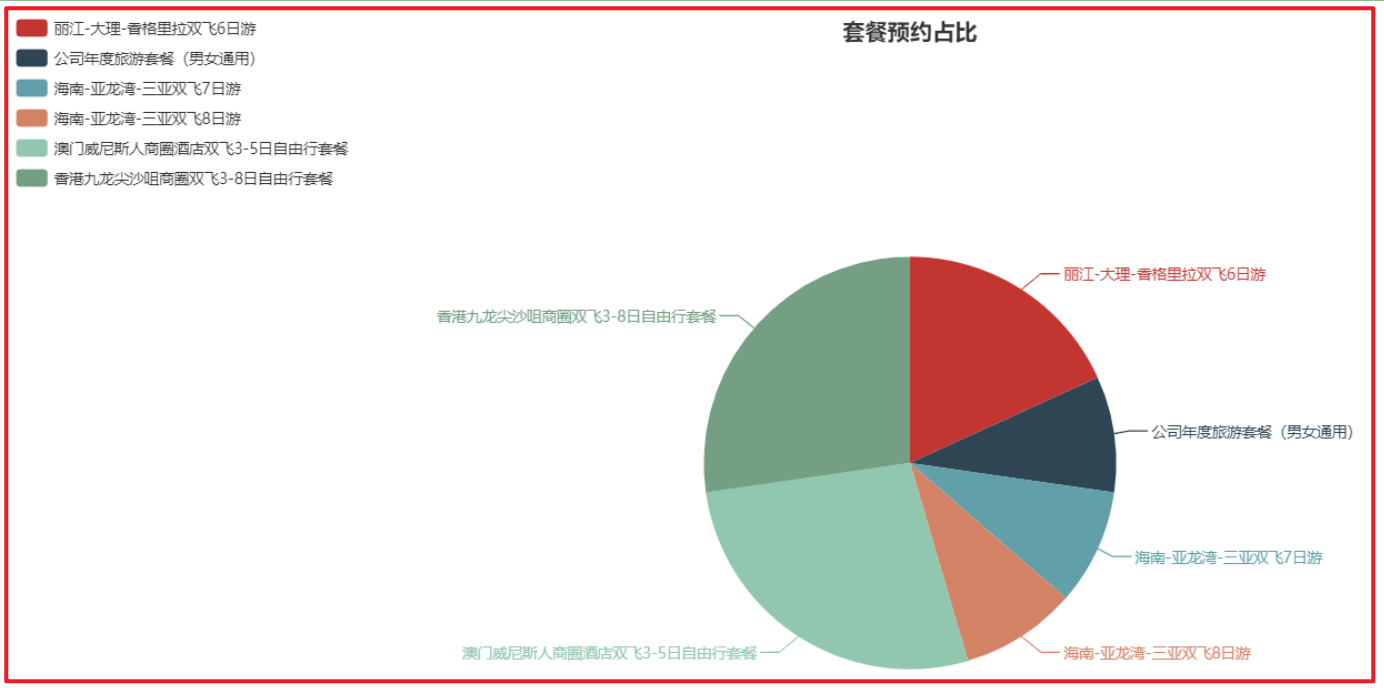 丽江-大理-香格里拉双飞6日游
公司年度旅游套餐（男女通用）
海南-亚龙湾-三亚双飞7日游
海南-亚龙湾-三亚双飞8日游
澳门威尼斯人商圈酒店双飞3-5日自由行套餐
香港九龙尖沙咀商圈双飞3-8日自由行套餐
套餐预约占比
丽江-大理-香格里拉双飞6日游
香港九龙尖沙咀商圈双飞3-8日自由行套餐
公司年度旅游套餐（男女通用）
海南-亚龙湾-三亚双飞7日游
澳门威尼斯人商圈酒店双飞3-5日自由行套餐
海南-亚龙湾-三亚双飞8日游